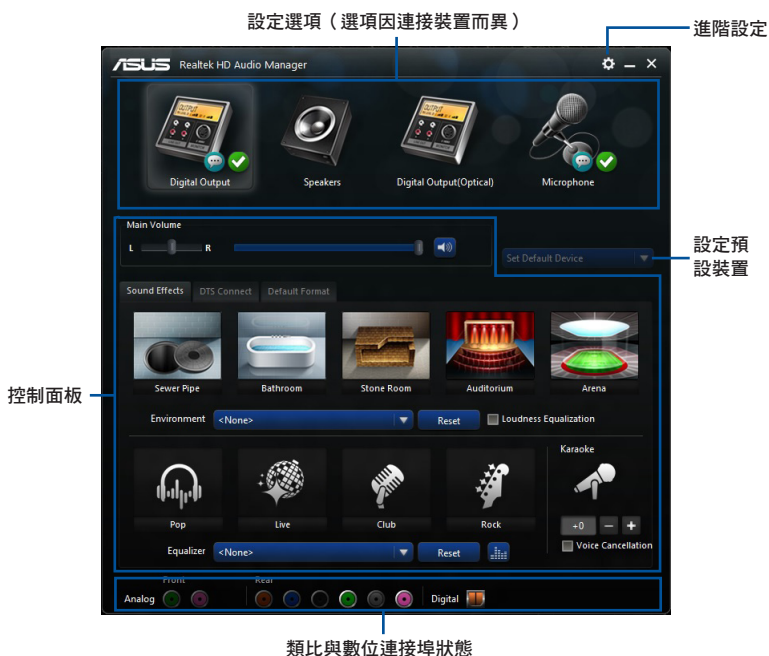 設定選項（選項因連接裝置而異）
進階設定
ASUS Realtek HD Audio Manager
Digital Output
Speakers
Digital Output(Optical)
Microphone
Main Volume
L R
Set Default Device
設定預
設裝置
Sound Effects DTS Connect Default Format
Sewer Pipe
Bathroom
Stone Room
Auditorium
Arena
控制面板
Environment <None> Reset Loudness Equalization
Karaoke
Pop
Live
Club
Rock
+0 − +
Equalizer <None> Reset
Voice Cancellation
Front Rear
Analog Digital
類比與數位連接埠狀態